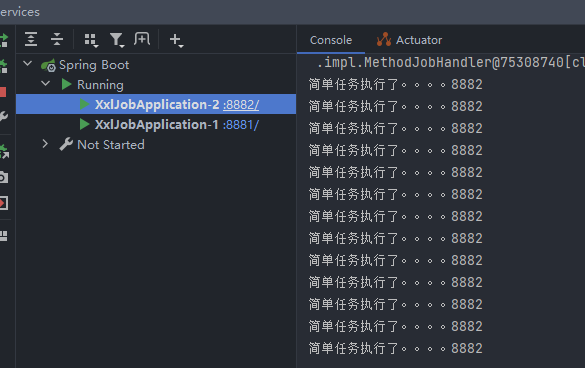 ervices
Console
Actuator
Spring Boot
Running
XxlJobApplication-2 :8882/
XxlJobApplication-1 :8881/
Not Started
.impl.MethodJobHandler@75308740[cl
简单任务执行了。。。。8882
简单任务执行了。。。。8882
简单任务执行了。。。。8882
简单任务执行了。。。。8882
简单任务执行了。。。。8882
简单任务执行了。。。。8882
简单任务执行了。。。。8882
简单任务执行了。。。。8882
简单任务执行了。。。。8882
简单任务执行了。。。。8882
简单任务执行了。。。。8882
简单任务执行了。。。。8882
简单任务执行了。。。。8882